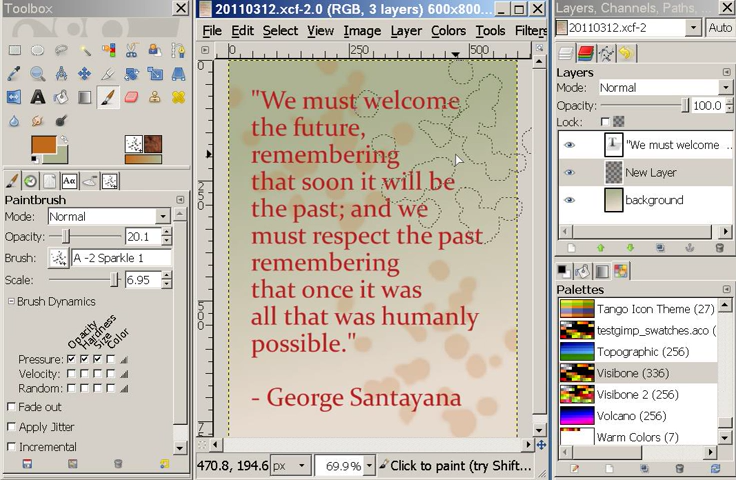 Toolbox
Paintbrush
Mode: Normal
Opacity: 20.1
Brush: A -2 Sparkle 1
Scale: 6.95
Brush Dynamics
Opacity
Hardness
Size
Color
Pressure:
Velocity:
Random:
Fade out
Apply Jitter
Incremental
20110312.xcf-2.0 (RGB, 3 layers) 600x800...
File Edit Select View Image Layer Colors Tools Filters
0 250 500
"We must welcome
the future,
remembering
that soon it will be
the past; and we
must respect the past
remembering
that once it was
all that was humanly
possible."
- George Santayana
470.8, 194.6 px 69.9% Click to paint (try Shift...
Layers, Channels, Paths, ...
20110312.xcf-2 Auto
Layers
Mode: Normal
Opacity: 100.0
Lock:
"We must welcome ...
New Layer
background
Palettes
Tango Icon Theme (27)
testgimp_swatches.aco (
Topographic (256)
Visibone (336)
Visibone 2 (256)
Volcano (256)
Warm Colors (7)